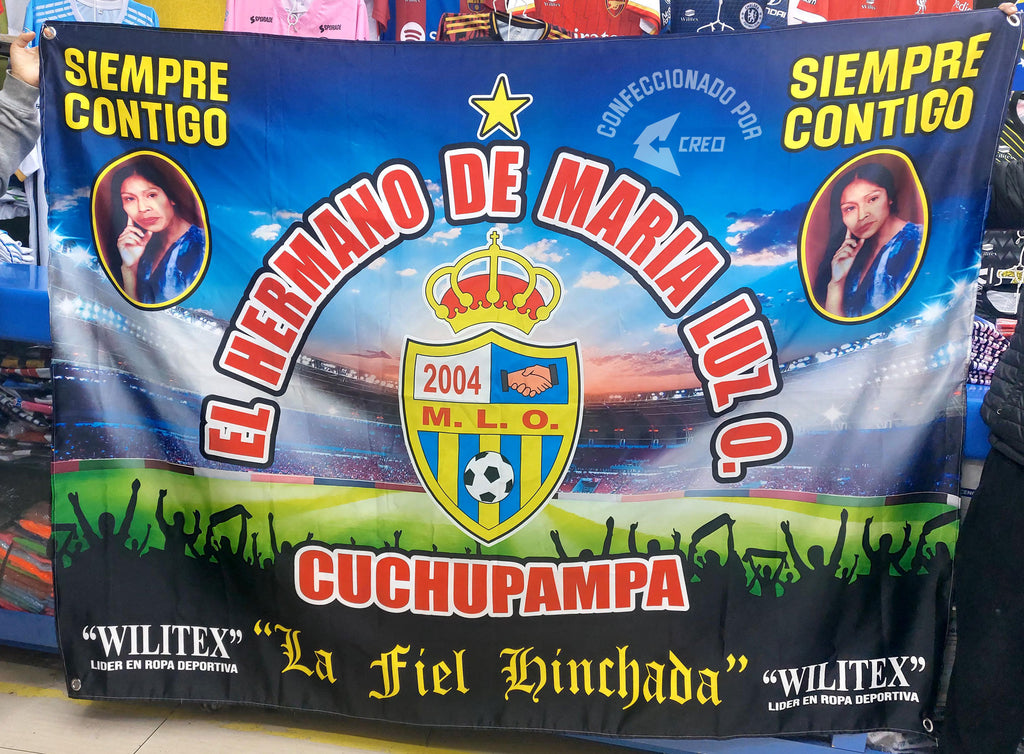 SIEMPRE
CONTIGO
CONFECCIONADO POR
CREO
SIEMPRE
CONTIGO
EL HERMANO DE MARIA LUZ O.
2004
M. L. O.
CUCHUPAMPA
"WILITEX"
LIDER EN ROPA DEPORTIVA
"La Fiel Hinchada"
"WILITEX"
LIDER EN ROPA DEPORTIVA